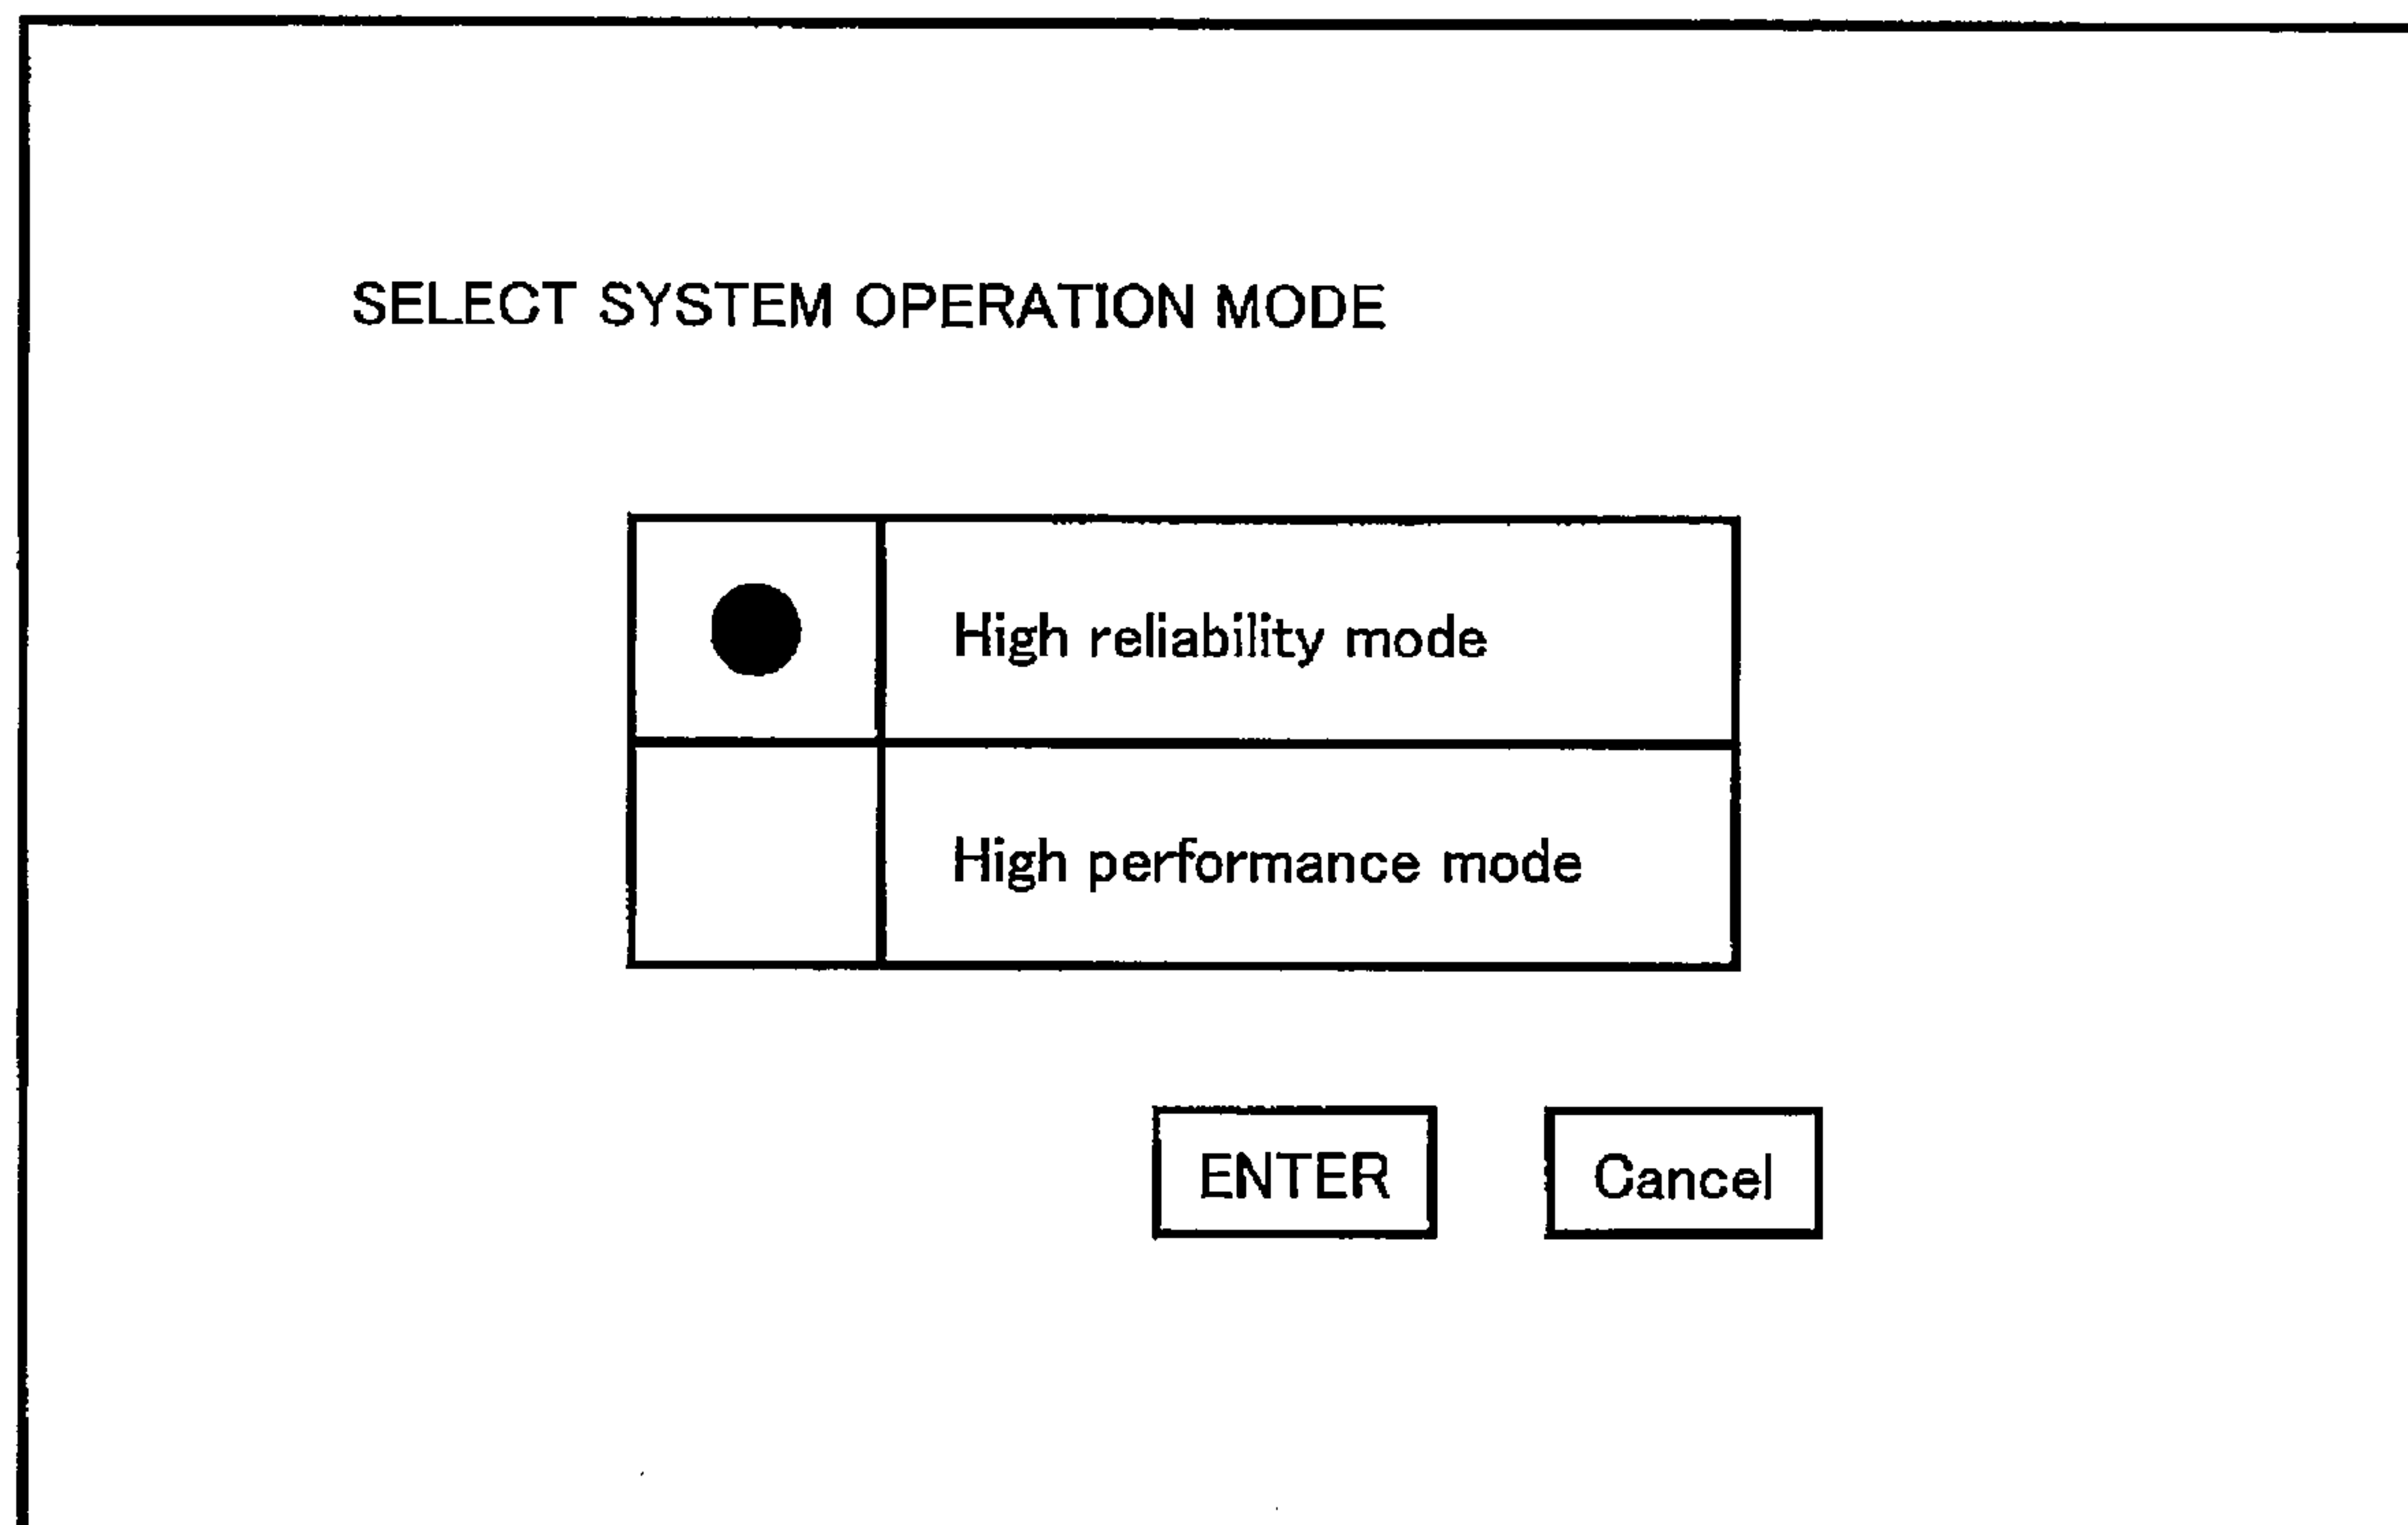 SELECT SYSTEM OPERATION MODE
High reliability mode
High performance mode
ENTER
Cancel